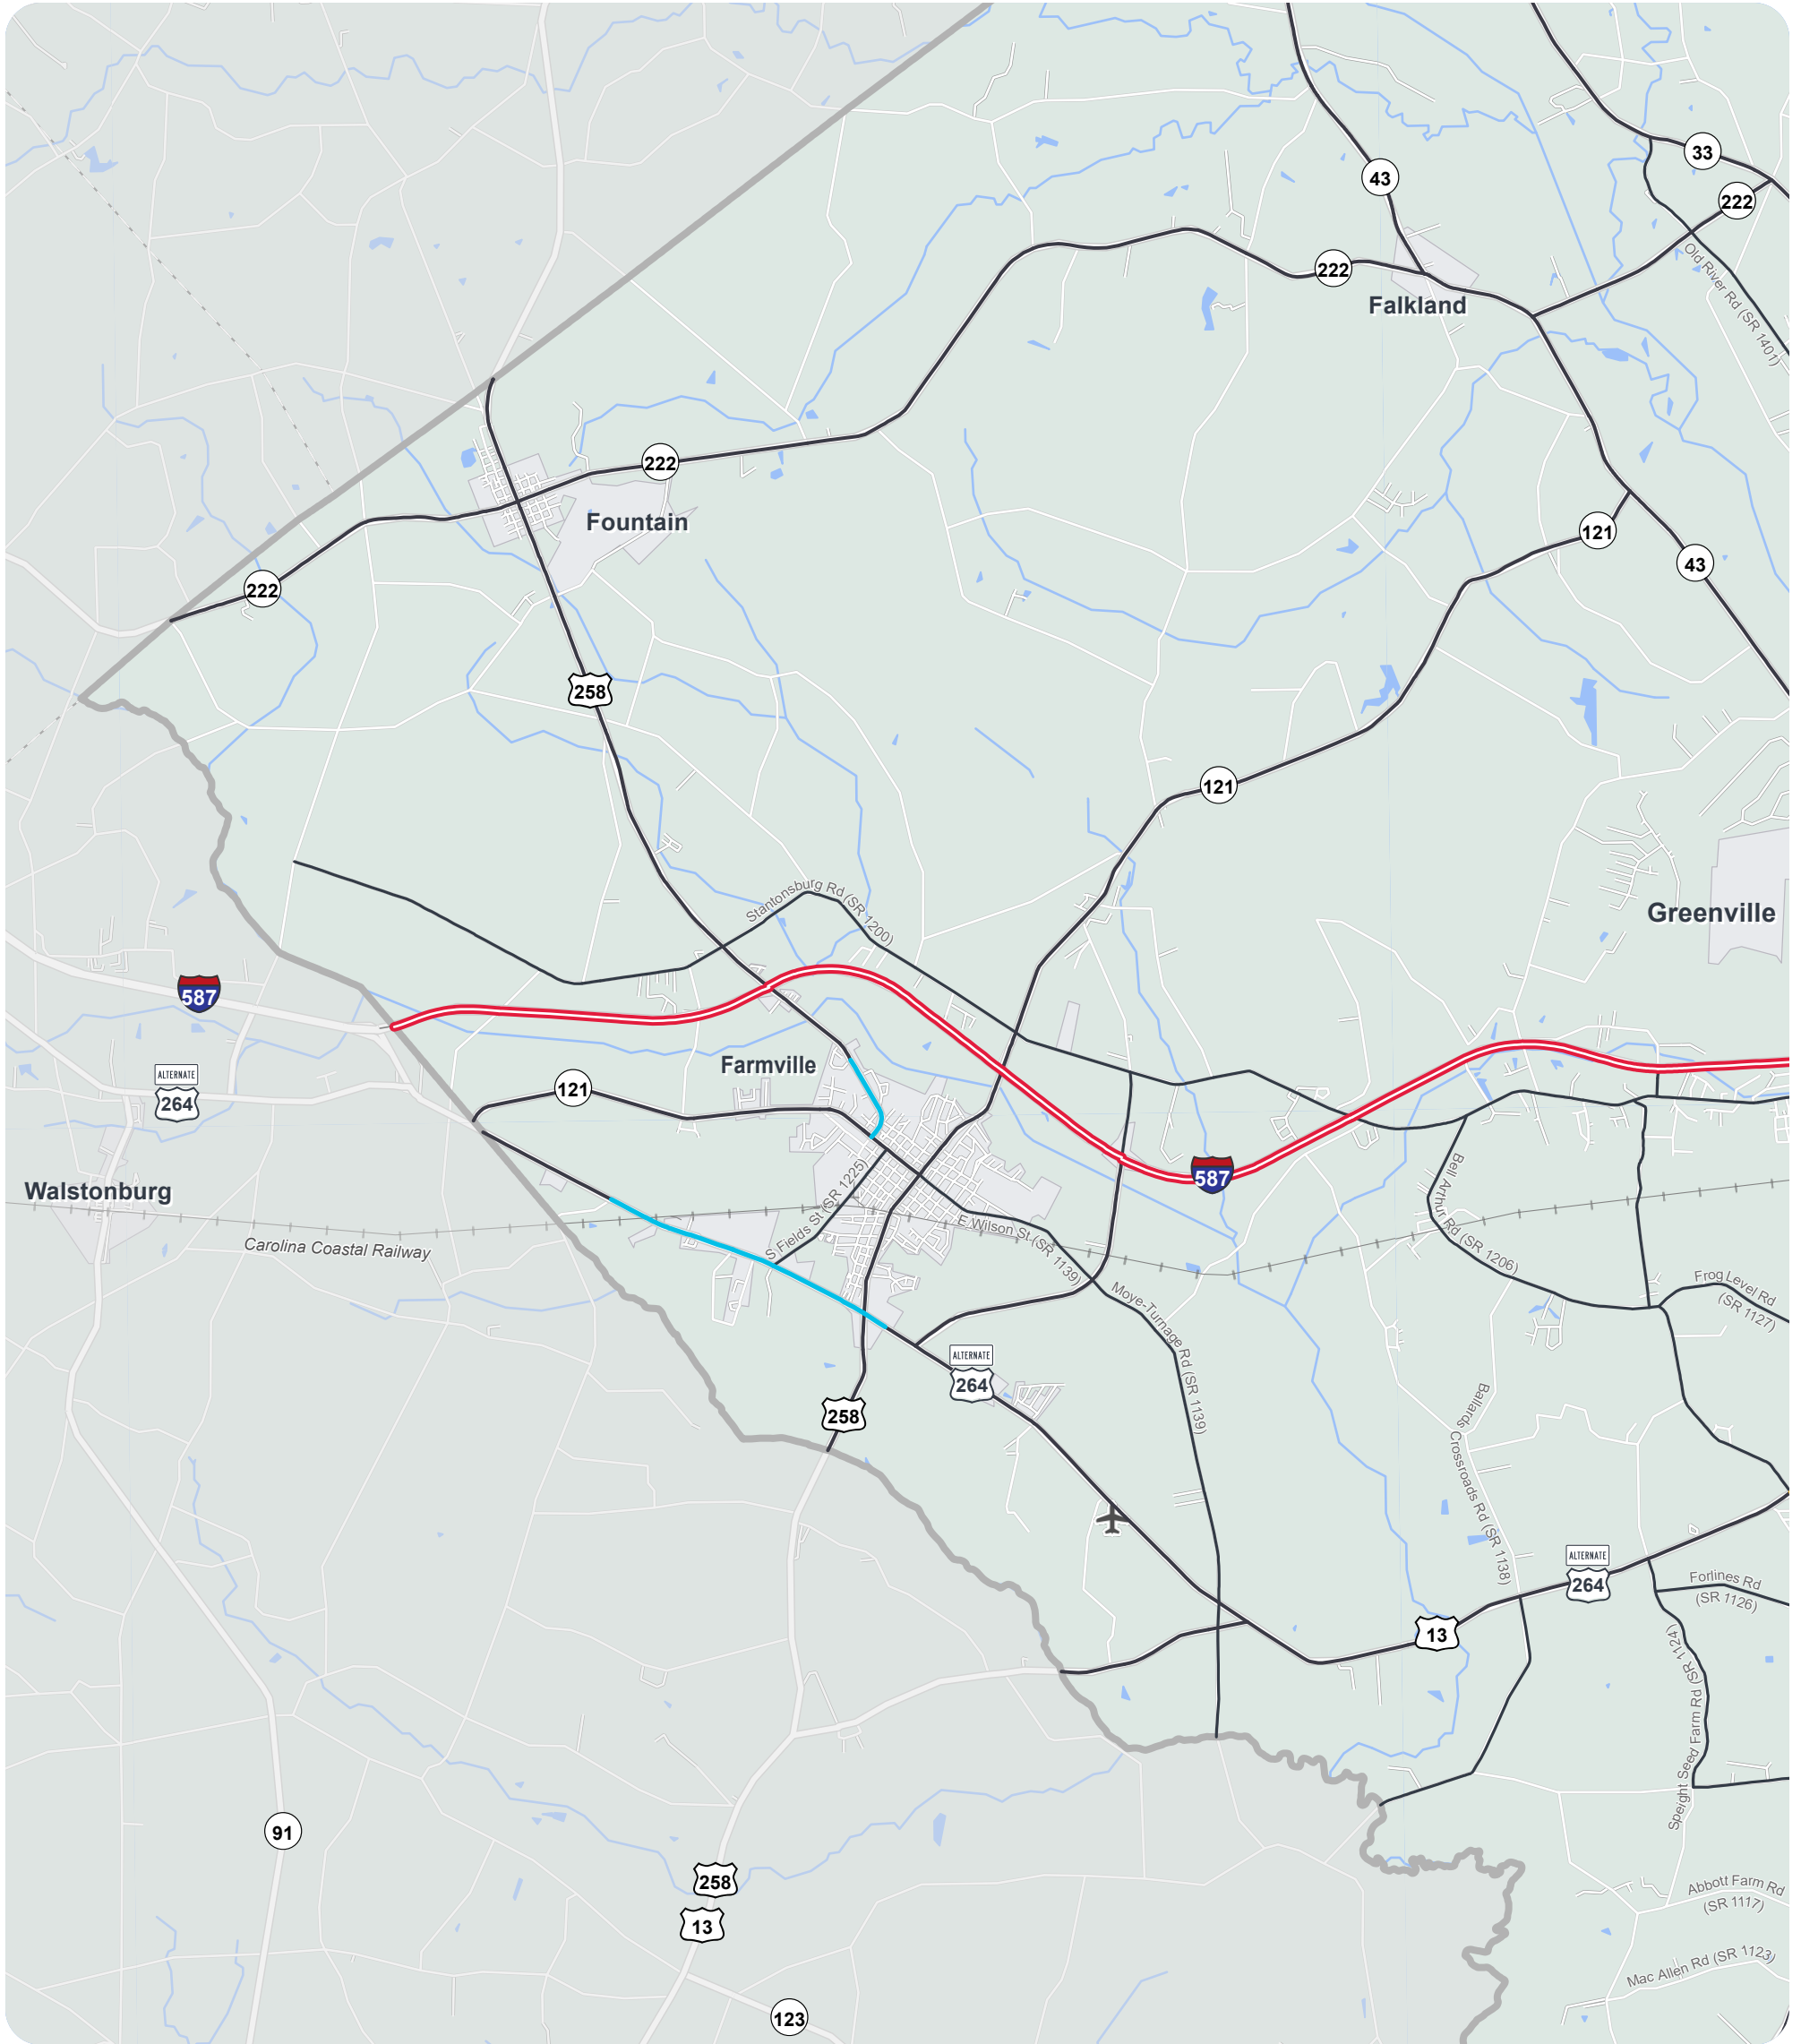 33
43
222
Old River Rd (SR 1401)
222
Falkland
222
Fountain
121
43
222
258
121
Stantonsburg Rd (SR 1200)
Greenville
587
Farmville
ALTERNATE
264
121
587
Walstonburg
S Fields St (SR 1225)
Bell Arthur Rd (SR 1206)
E Wilson St (SR 1139)
Carolina Coastal Railway
Frog Level Rd
(SR 1127)
Moye-Turnage Rd (SR 1139)
ALTERNATE
264
258
Ballards Crossroads Rd (SR 1138)
ALTERNATE
264
Forlines Rd
(SR 1126)
13
Speight Seed Farm Rd (SR 1124)
91
258
Abbott Farm Rd
(SR 1117)
13
Mac Allen Rd (SR 1123)
123